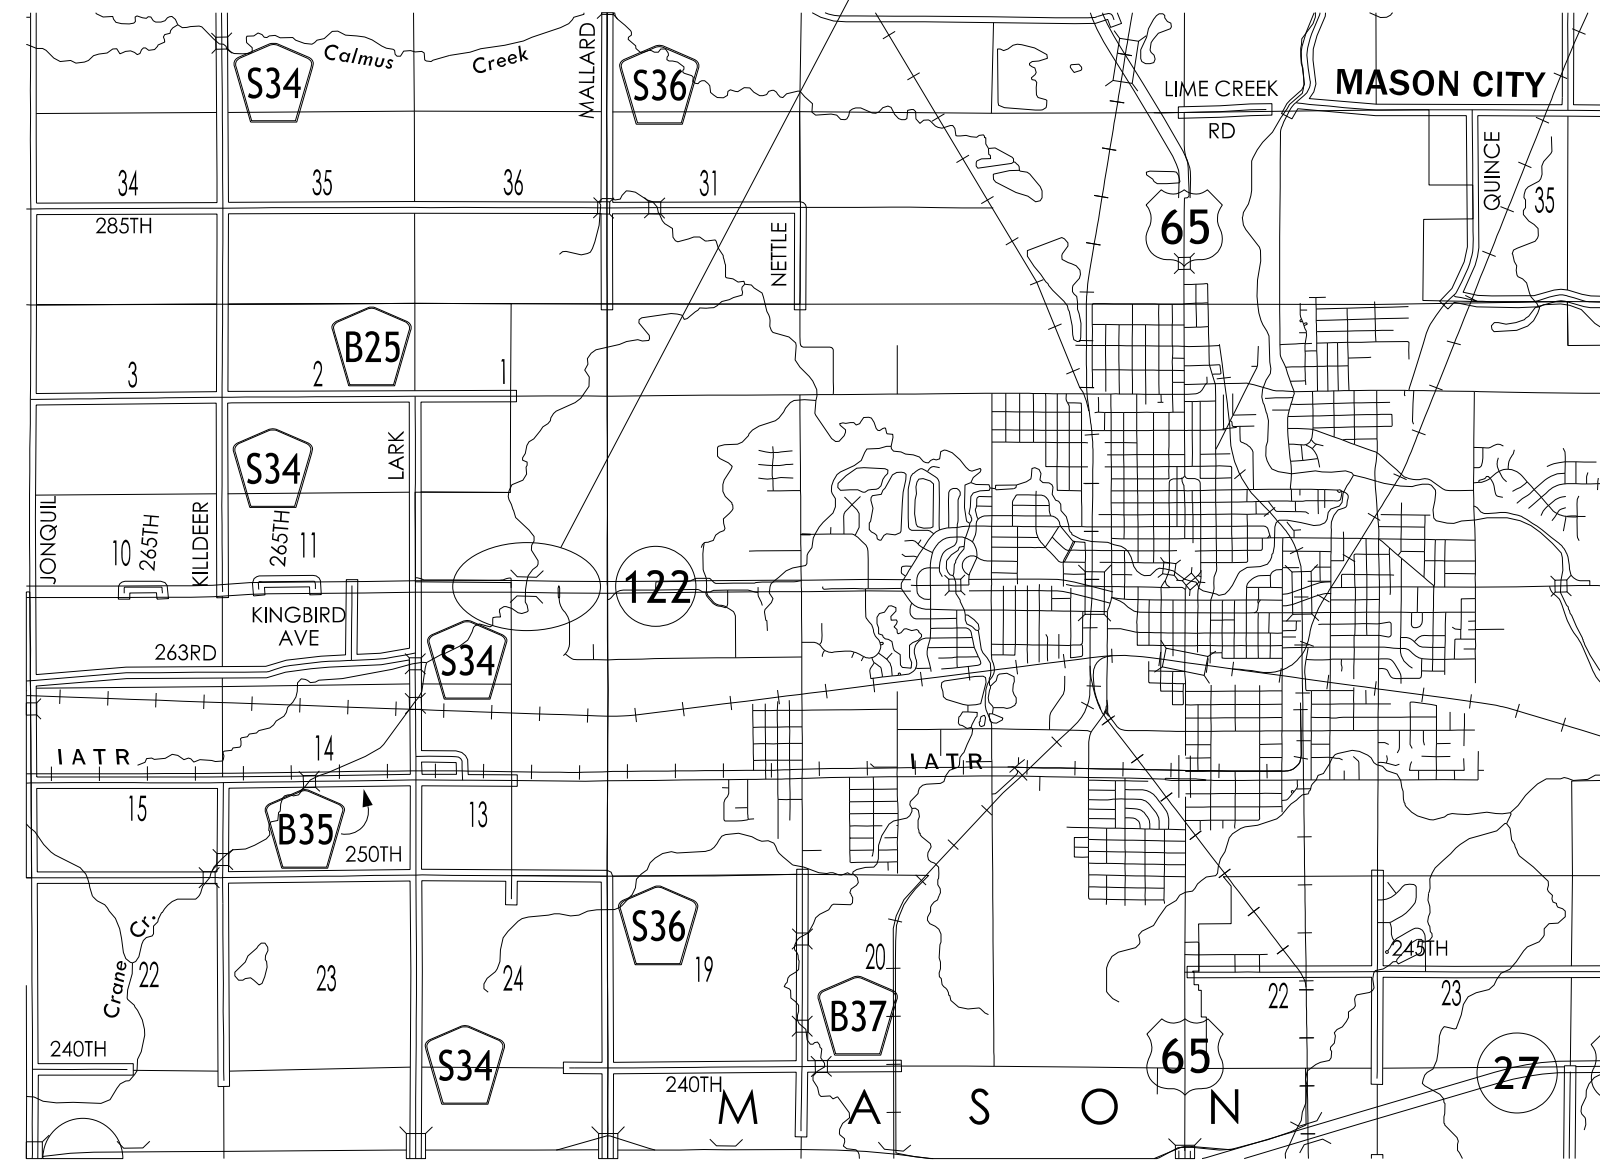 Calmus
Creek
MALLARD
S34
S36
LIME CREEK
RD
MASON CITY
QUINCE
34
35
36
31
35
285TH
65
NETTLE
B25
3
2
1
S34
LARK
JONQUIL
10
265TH
KILLDEER
265TH
11
122
KINGBIRD
AVE
263RD
S34
IATR
14
IATR
15
B35
13
250TH
Cr.
Crane
22
23
24
S36
19
20
245TH
22
23
B37
240TH
S34
240TH
65
27
MASON